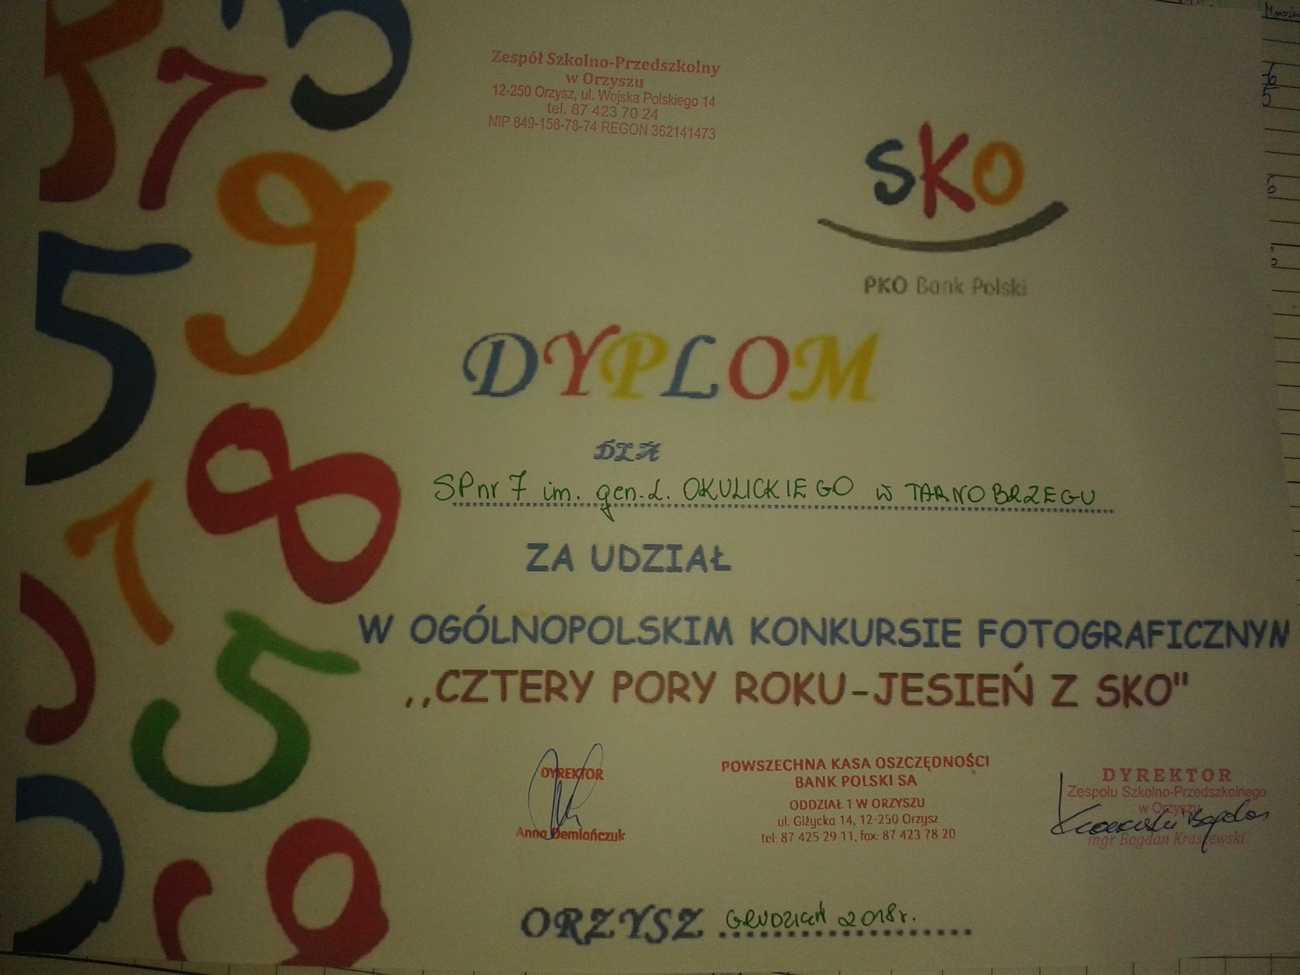 Zespół Szkolno-Przedszkolny
w Orzyszu
12-250 Orzysz, ul. Wojska Polskiego 14
tel. 87 423 70 24
NIP 849-158-78-74 REGON 362141473
SKO
PKO Bank Polski
DYPLOM
DLA
SP nr 7 im. gen. L. OKULICKIEGO w TARNOBRZEGU
ZA UDZIAŁ
W OGÓLNOPOLSKIM KONKURSIE FOTOGRAFICZNYN
,,CZTERY PORY ROKU-JESIEŃ Z SKO"
DYREKTOR
Anna Demiańczuk
POWSZECHNA KASA OSZCZĘDNOŚCI
BANK POLSKI SA
ODDZIAŁ 1 W ORZYSZU
ul. Giżycka 14, 12-250 Orzysz
tel: 87 425 29 11, fax: 87 423 78 20
DYREKTOR
Zespołu Szkolno-Przedszkolnego
w Orzyszu
mgr Bogdan Kraszewski
ORZYSZ GRUDZIEŃ 2018r.